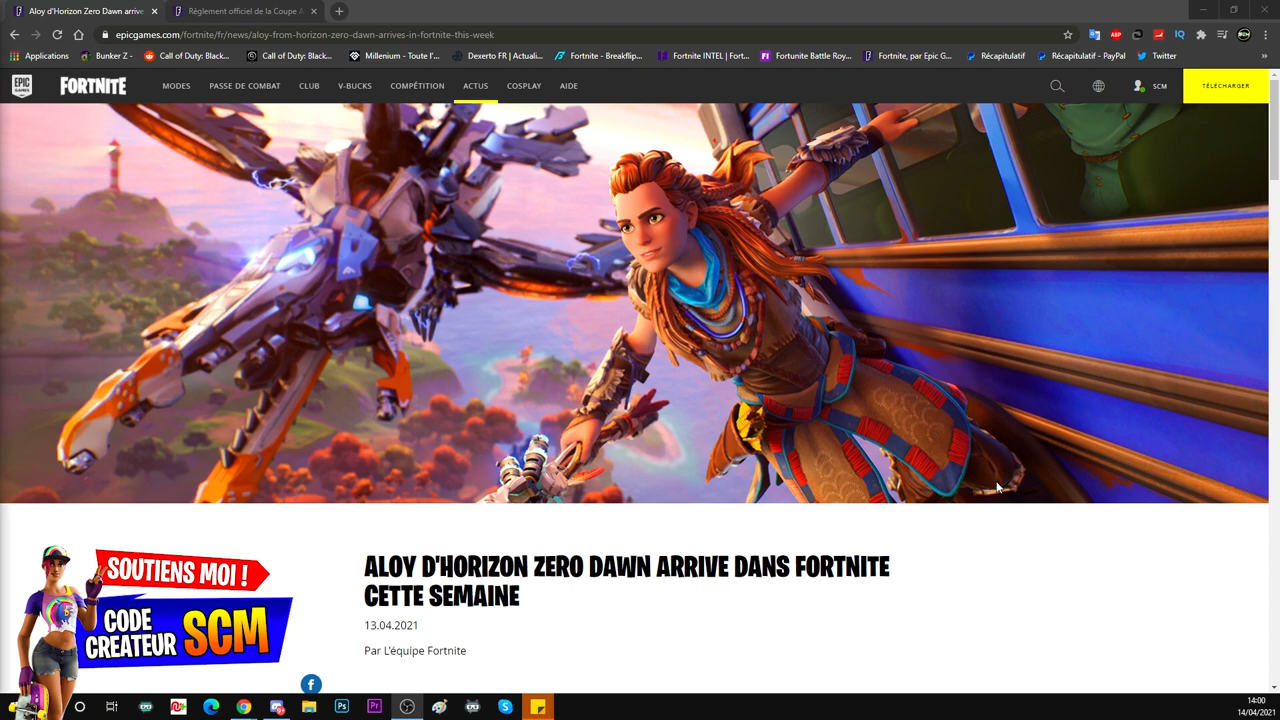 Aloy d'Horizon Zero Dawn arrive
Règlement officiel de la Coupe A
epicgames.com/fortnite/fr/news/aloy-from-horizon-zero-dawn-arrives-in-fortnite-this-week
Applications
Bunker Z -
Call of Duty: Black...
Call of Duty: Black...
Millenium - Toute l'...
Dexerto FR | Actuali...
Fortnite - Breakflip...
Fortnite INTEL | Fort...
Fortunite Battle Roy...
Fortnite, par Epic G...
Récapitulatif
Récapitulatif - PayPal
Twitter
»
EPIC GAMES
FORTNITE
MODES
PASSE DE COMBAT
CLUB
V-BUCKS
COMPÉTITION
ACTUS
COSPLAY
AIDE
SCM
TÉLÉCHARGER
SOUTIENS MOI !
CODE
CREATEUR SCM
ALOY D'HORIZON ZERO DAWN ARRIVE DANS FORTNITE
CETTE SEMAINE
13.04.2021
Par L'équipe Fortnite
14:00
14/04/2021